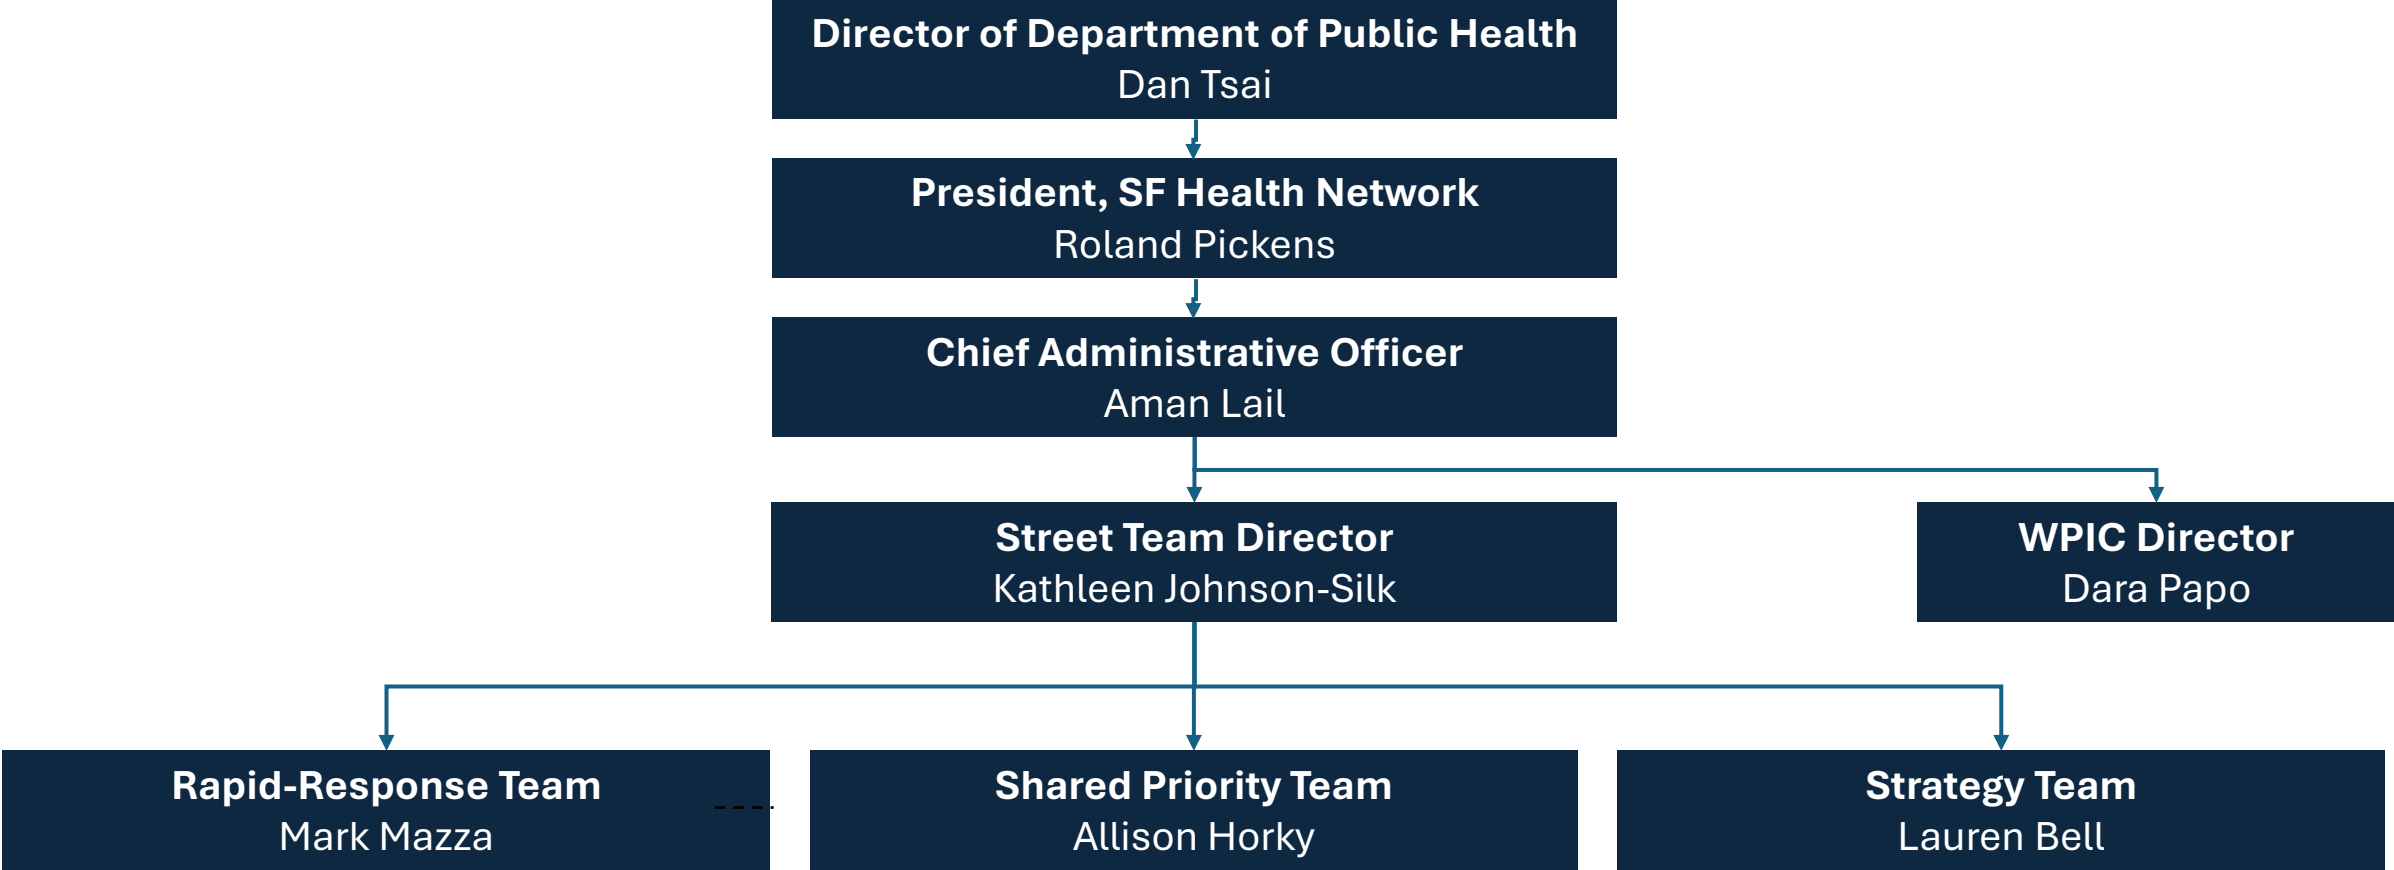 Director of Department of Public Health
Dan Tsai
President, SF Health Network
Roland Pickens
Chief Administrative Officer
Aman Lail
Street Team Director
Kathleen Johnson-Silk
WPIC Director
Dara Papo
Rapid-Response Team
Mark Mazza
Shared Priority Team
Allison Horky
Strategy Team
Lauren Bell